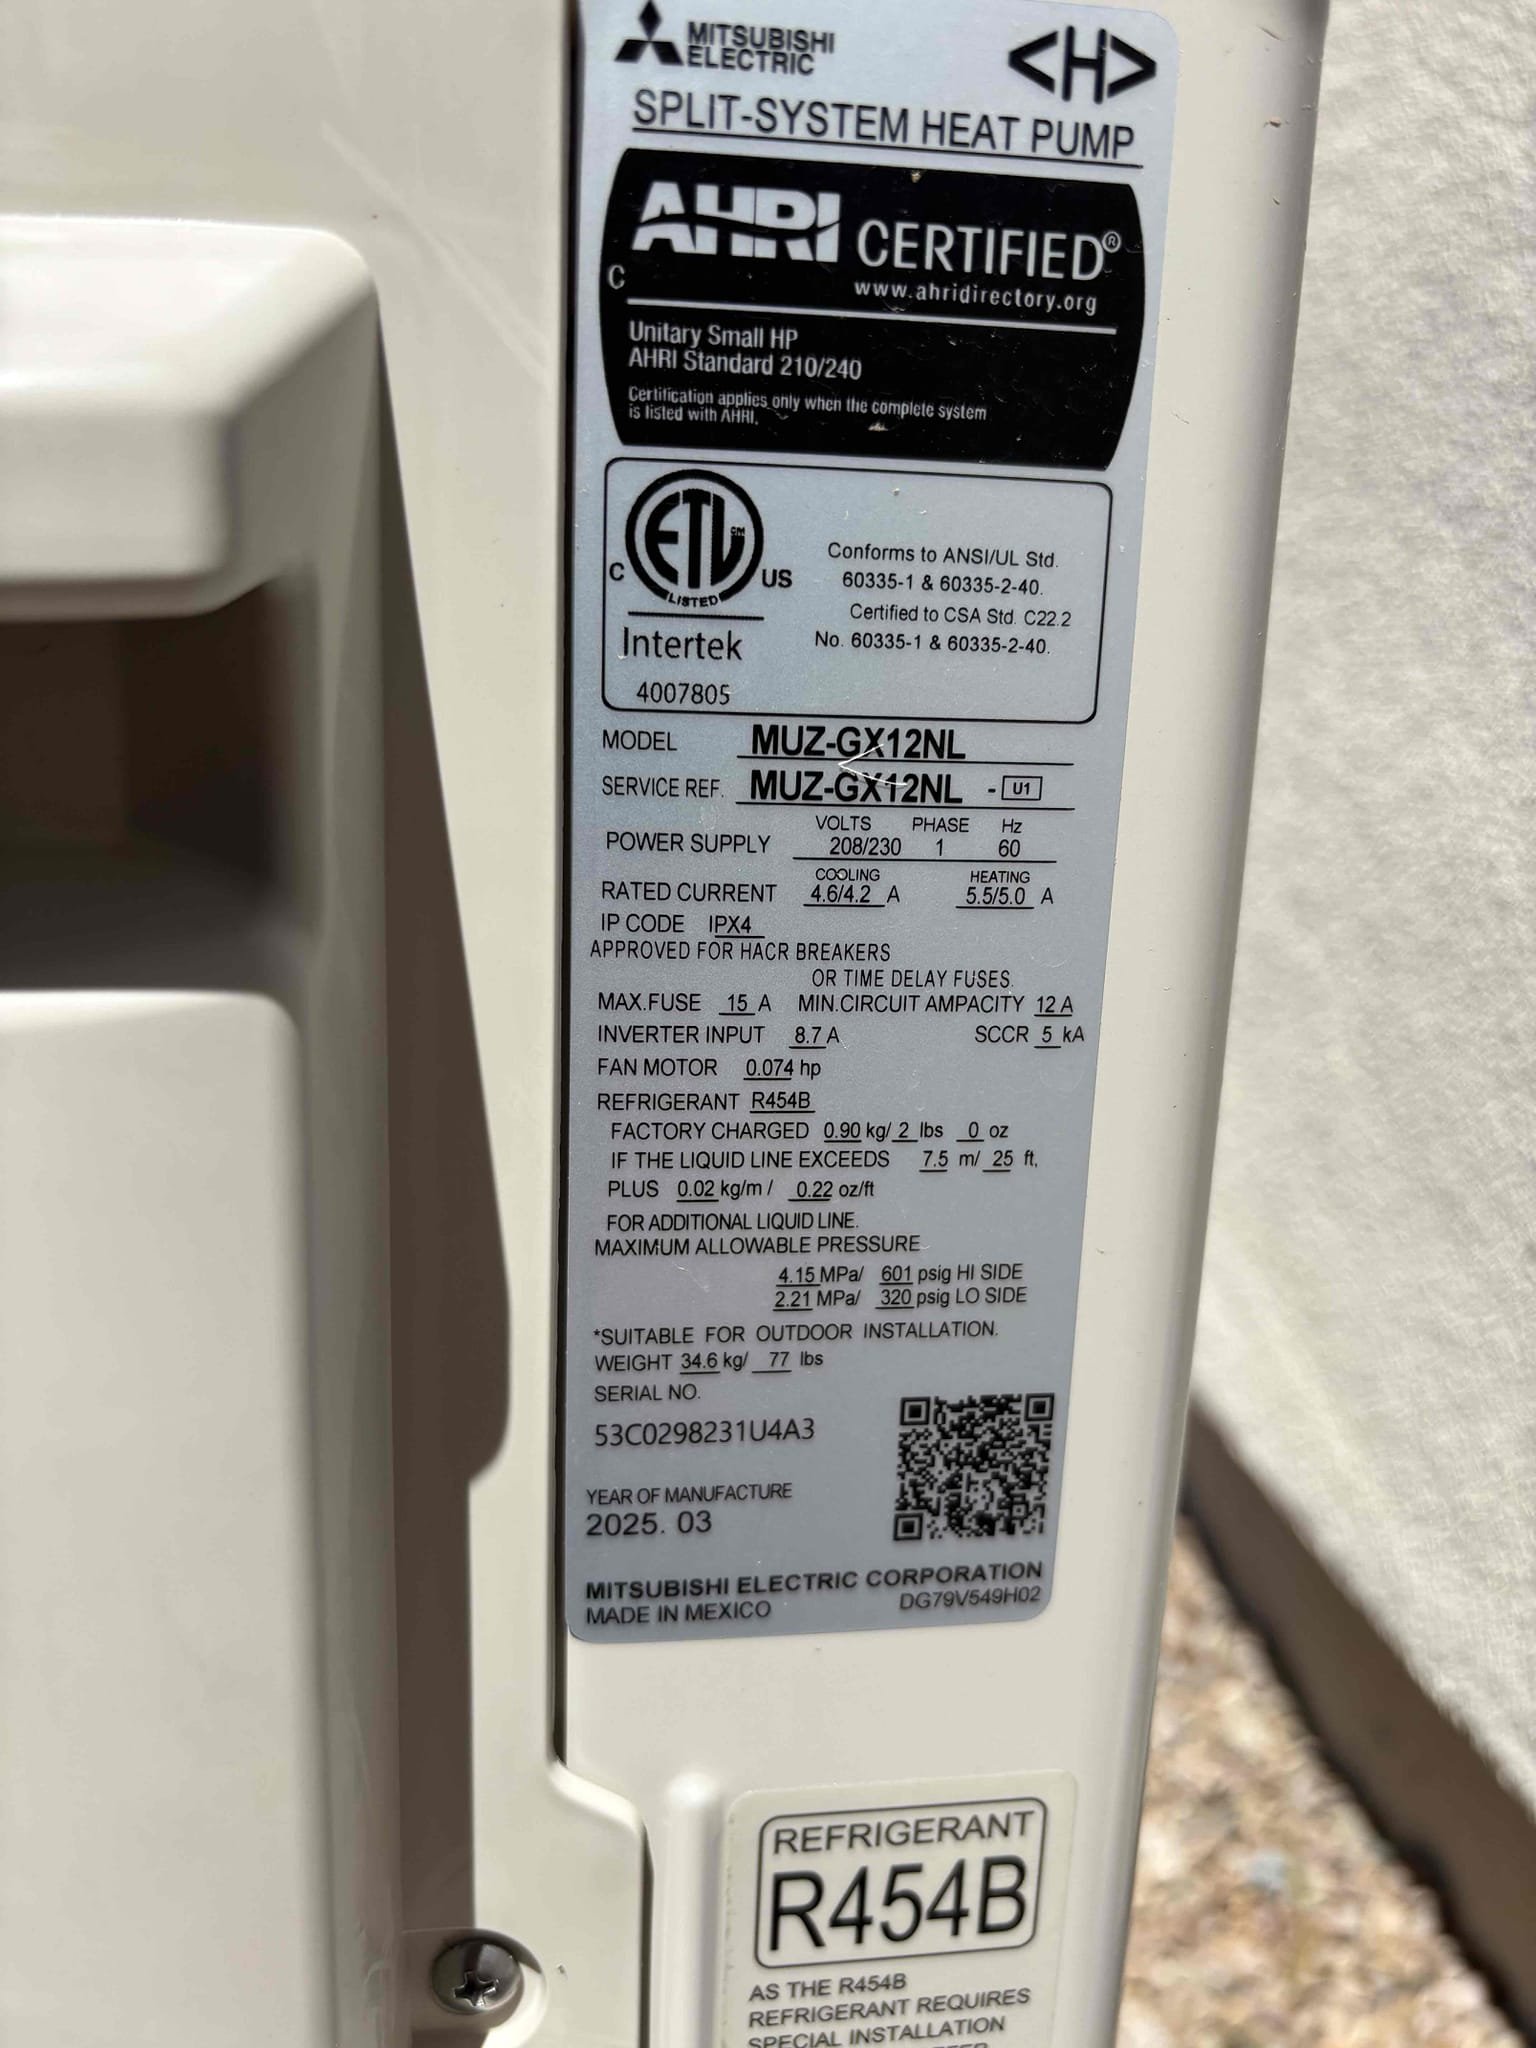 MITSUBISHI
ELECTRIC
<H>
SPLIT-SYSTEM HEAT PUMP
AHRI CERTIFIED®
C
www.ahridirectory.org
Unitary Small HP
AHRI Standard 210/240
Certification applies only when the complete system
is listed with AHRI.
ETL CM
C US
LISTED
Intertek
4007805
Conforms to ANSI/UL Std.
60335-1 & 60335-2-40.
Certified to CSA Std. C22.2
No. 60335-1 & 60335-2-40.
MODEL MUZ-GX12NL
SERVICE REF. MUZ-GX12NL - U1
VOLTS PHASE Hz
POWER SUPPLY 208/230 1 60
COOLING HEATING
RATED CURRENT 4.6/4.2 A 5.5/5.0 A
IP CODE IPX4
APPROVED FOR HACR BREAKERS
OR TIME DELAY FUSES.
MAX.FUSE 15 A MIN.CIRCUIT AMPACITY 12 A
INVERTER INPUT 8.7 A SCCR 5 kA
FAN MOTOR 0.074 hp
REFRIGERANT R454B
FACTORY CHARGED 0.90 kg/ 2 lbs 0 oz
IF THE LIQUID LINE EXCEEDS 7.5 m/ 25 ft,
PLUS 0.02 kg/m / 0.22 oz/ft
FOR ADDITIONAL LIQUID LINE.
MAXIMUM ALLOWABLE PRESSURE
4.15 MPa/ 601 psig HI SIDE
2.21 MPa/ 320 psig LO SIDE
*SUITABLE FOR OUTDOOR INSTALLATION.
WEIGHT 34.6 kg/ 77 lbs
SERIAL NO.
53C0298231U4A3
YEAR OF MANUFACTURE
2025. 03
MITSUBISHI ELECTRIC CORPORATION
MADE IN MEXICO DG79V549H02
REFRIGERANT
R454B
AS THE R454B
REFRIGERANT REQUIRES
SPECIAL INSTALLATION